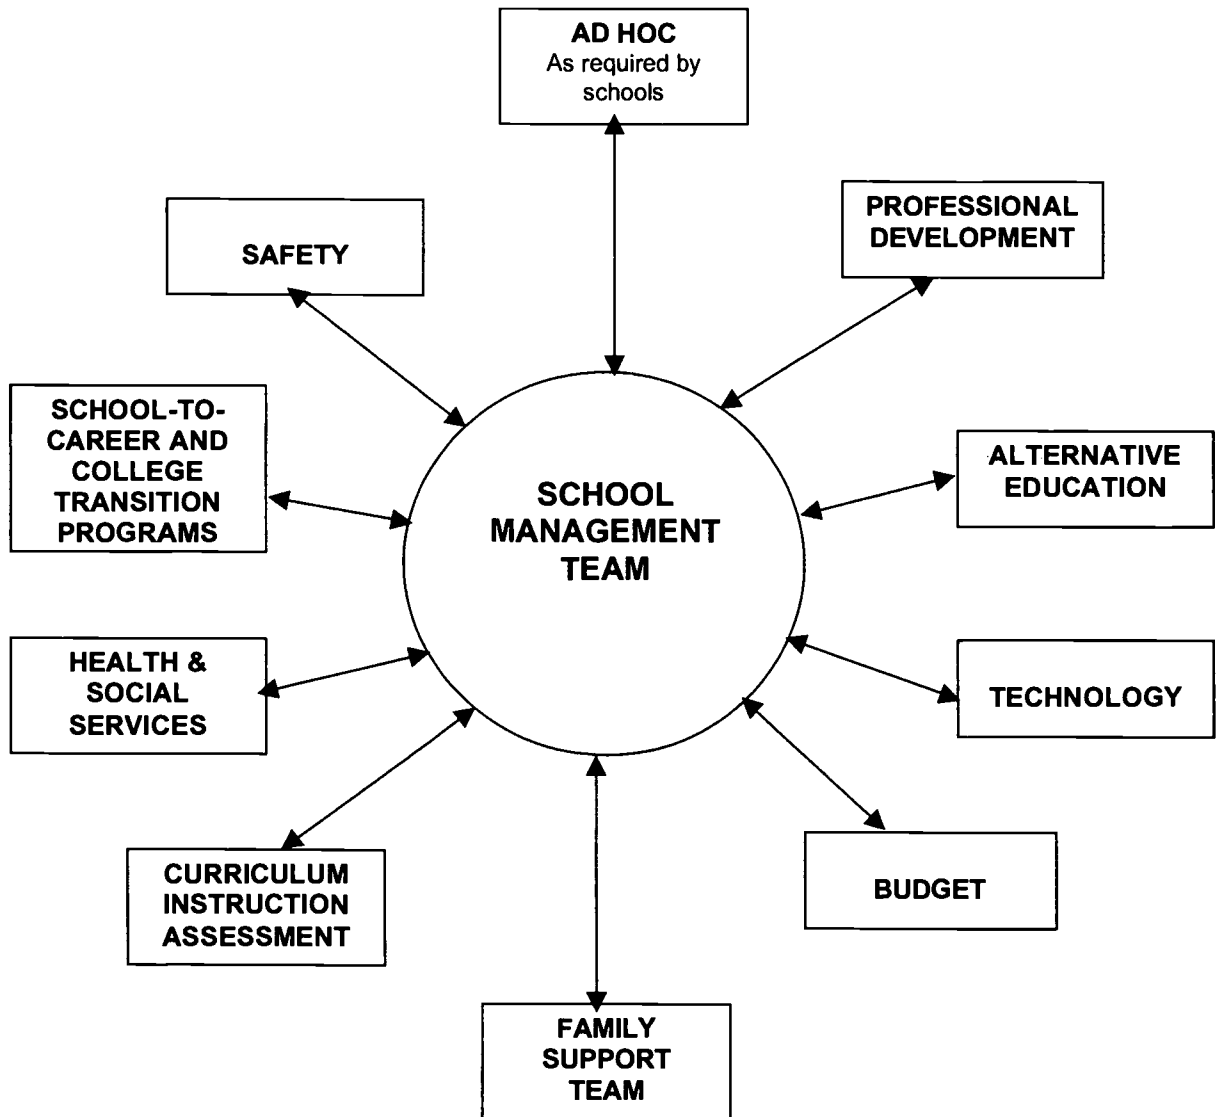 AD HOC
As required by
schools
PROFESSIONAL
DEVELOPMENT
SAFETY
SCHOOL-TO-
CAREER AND
COLLEGE
TRANSITION
PROGRAMS
SCHOOL
MANAGEMENT
TEAM
ALTERNATIVE
EDUCATION
HEALTH &
SOCIAL
SERVICES
TECHNOLOGY
CURRICULUM
INSTRUCTION
ASSESSMENT
BUDGET
FAMILY
SUPPORT
TEAM